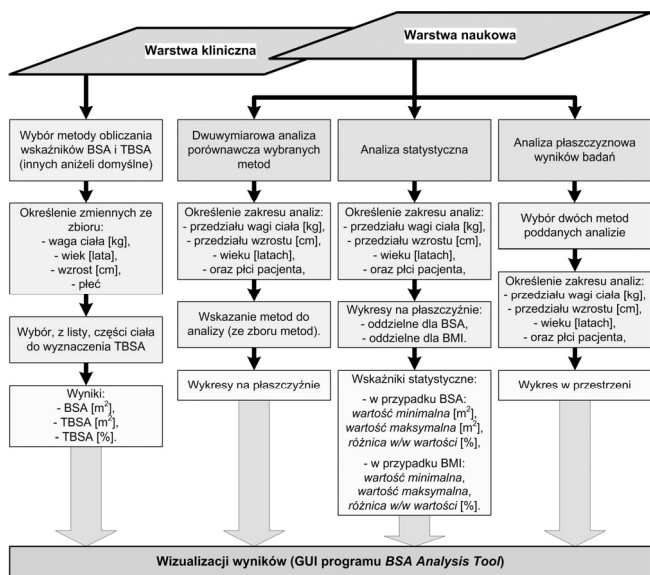 Warstwa kliniczna
Warstwa naukowa
Wybór metody obliczania
wskaźników BSA i TBSA
(innych aniżeli domyślne)
Określenie zmiennych ze
zbioru:
- waga ciała [kg]
- wiek [lata]
- wzrost [cm]
- płeć
Wybór, z listy, części ciała
do wyznaczenia TBSA
Wyniki:
- BSA [m²],
- TBSA [m²],
- TBSA [%].
Dwuwymiarowa analiza
porównawcza wybranych
metod
Określenie zakresu analiz:
- przedziału wagi ciała [kg],
- przedziału wzrostu [cm],
- wieku [latach],
- oraz płci pacjenta,
Wskazanie metod do
analizy (ze zboru metod).
Wykresy na płaszczyźnie
Analiza statystyczna
Określenie zakresu analiz:
- przedziału wagi ciała [kg],
- przedziału wzrostu [cm],
- wieku [latach],
- oraz płci pacjenta,
Wykresy na płaszczyźnie:
- oddzielne dla BSA,
- oddzielne dla BMI.
Wskaźniki statystyczne:
- w przypadku BSA:
wartość minimalna [m²],
wartość maksymalna [m²],
różnica w/w wartości [%],
- w przypadku BMI:
wartość minimalna,
wartość maksymalna,
różnica w/w wartości [%].
Analiza płaszczyznowa
wyników badań
Wybór dwóch metod
poddanych analizie
Określenie zakresu analiz:
- przedziału wagi ciała [kg],
- przedziału wzrostu [cm],
- wieku [latach],
- oraz płci pacjenta,
Wykres w przestrzeni
Wizualizacji wyników (GUI programu BSA Analysis Tool)